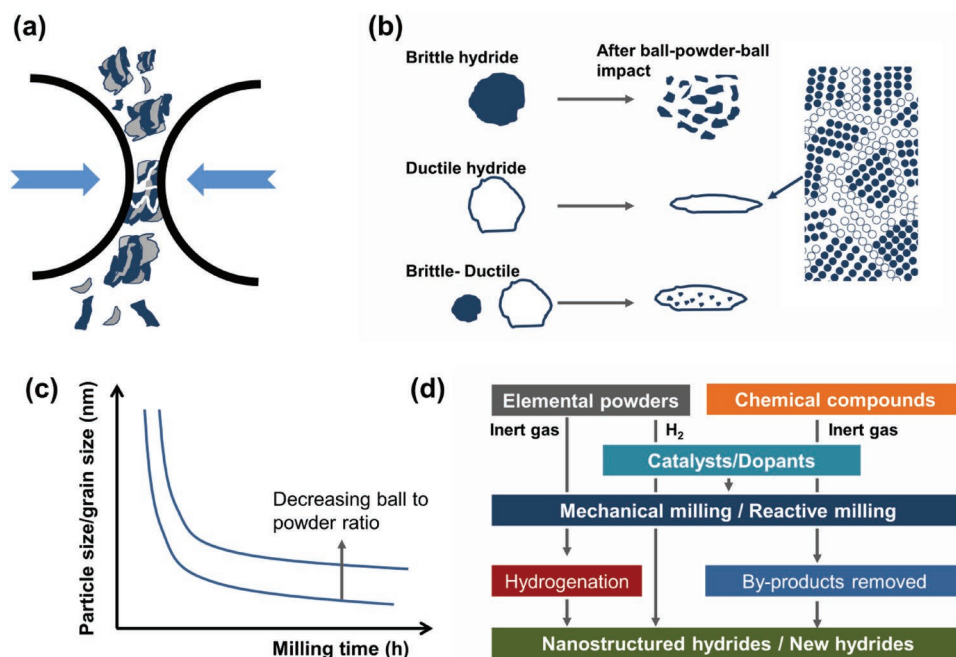 (a)
(b)
Brittle hydride
After ball-powder-ball
impact
Ductile hydride
Brittle- Ductile
(c)
Particle size/grain size (nm)
Decreasing ball to
powder ratio
Milling time (h)
(d)
Elemental powders
Chemical compounds
Inert gas
H₂
Inert gas
Catalysts/Dopants
Mechanical milling / Reactive milling
Hydrogenation
By-products removed
Nanostructured hydrides / New hydrides